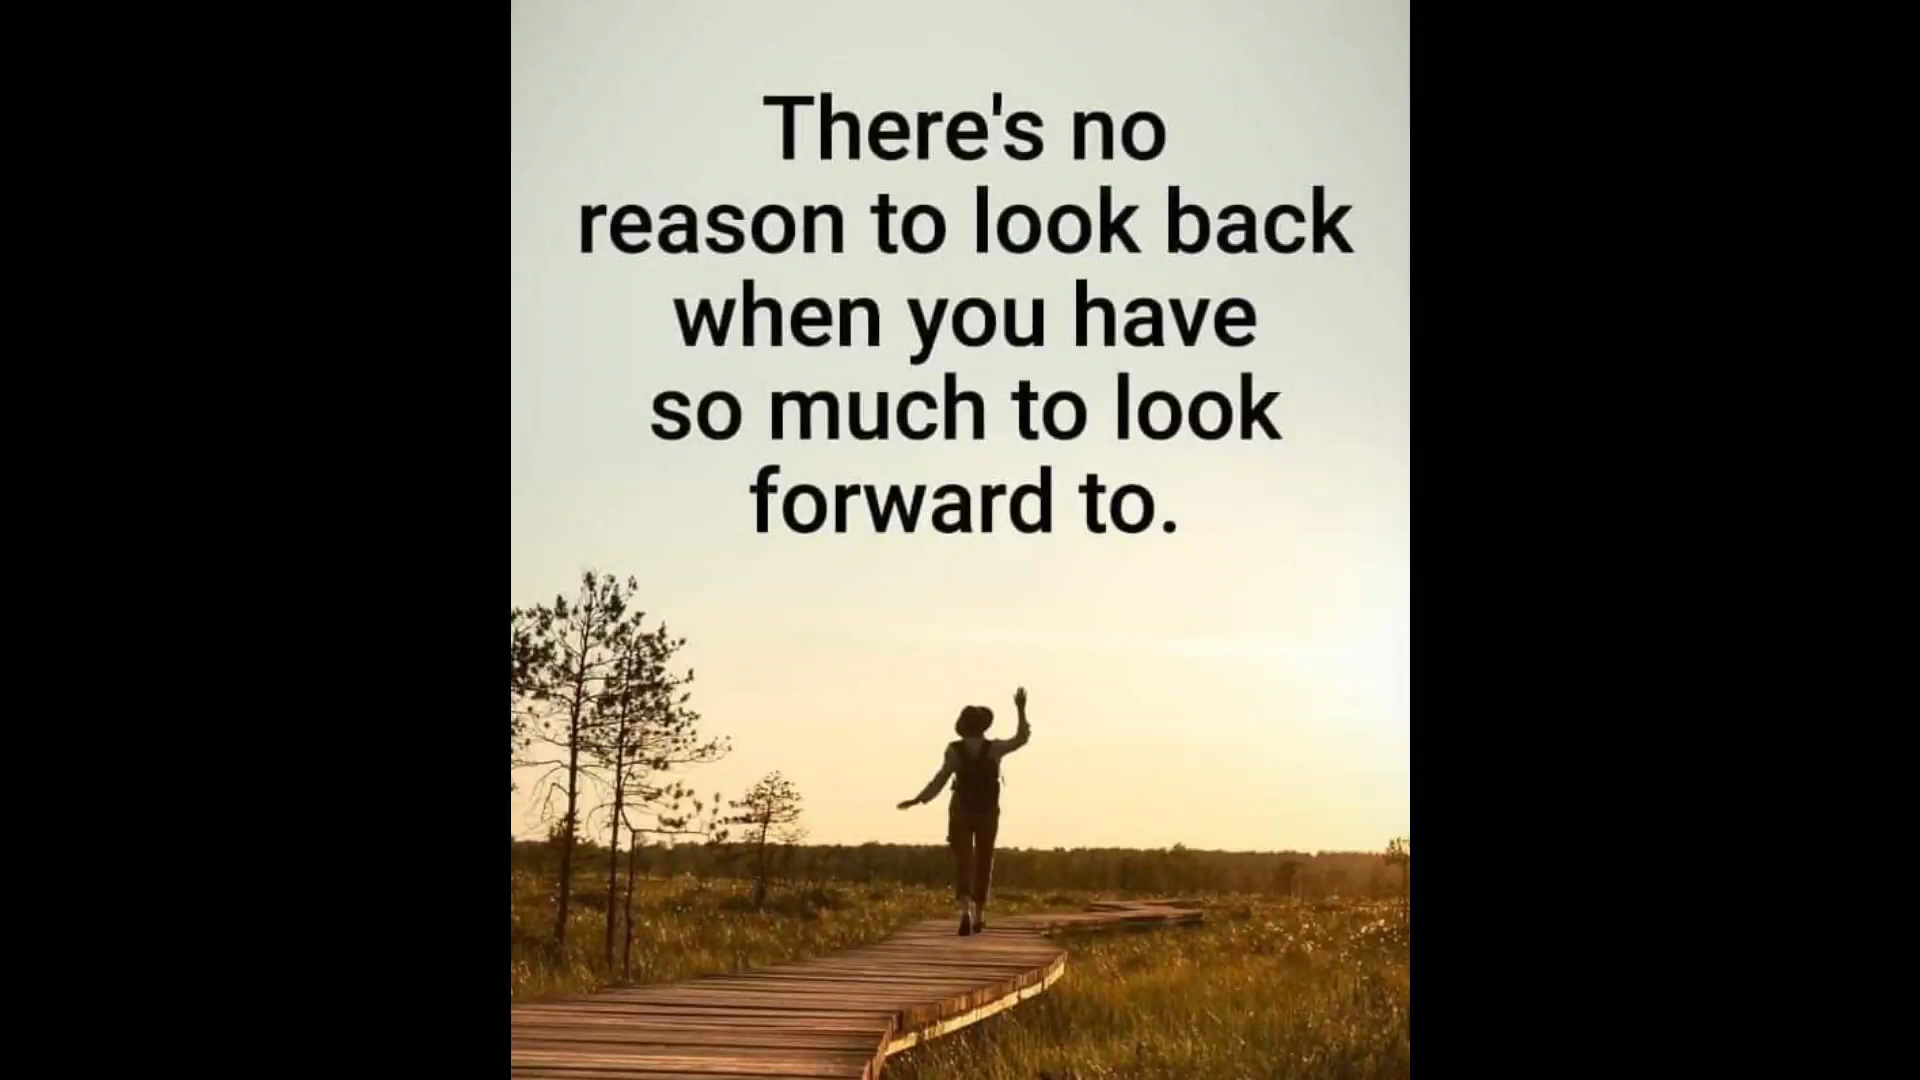 There's no
reason to look back
when you have
so much to look
forward to.